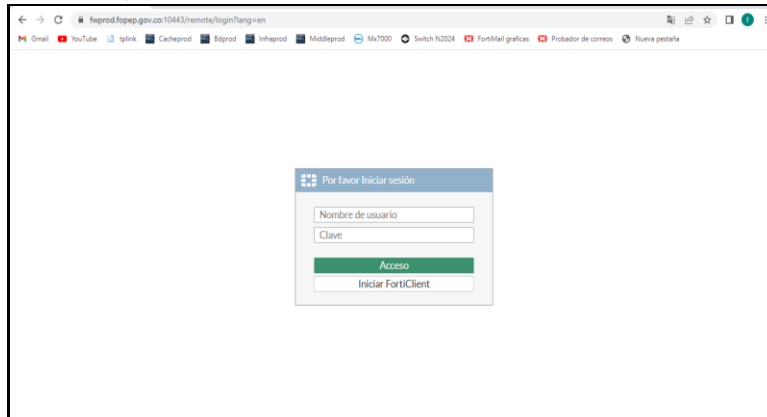 fwprod.fopep.gov.co:10443/remote/login?lang=en
Gmail YouTube tplink Cacheprod Bdprod Infraprod Middleprod Mx7000 Switch N2024 FortiMail graficas Probador de correos Nueva pestaña
Por favor Iniciar sesión
Nombre de usuario
Clave
Acceso
Iniciar FortiClient